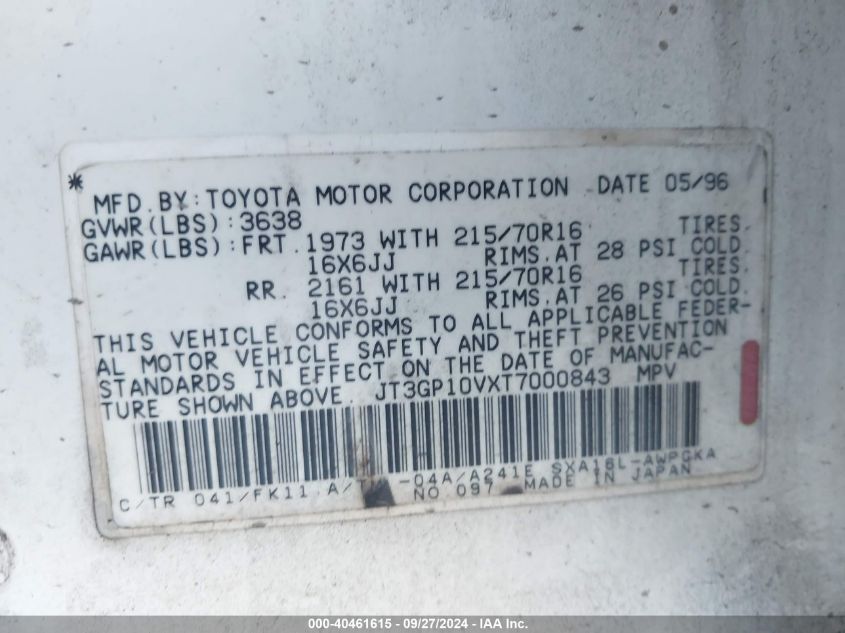 * MFD. BY: TOYOTA MOTOR CORPORATION DATE 05/96
GVWR(LBS): 3638
GAWR(LBS): FRT. 1973 WITH 215/70R16 TIRES.
16X6JJ RIMS. AT 28 PSI COLD.
RR. 2161 WITH 215/70R16 TIRES.
16X6JJ RIMS. AT 26 PSI COLD.
THIS VEHICLE CONFORMS TO ALL APPLICABLE FEDER-
AL MOTOR VEHICLE SAFETY AND THEFT PREVENTION
STANDARDS IN EFFECT ON THE DATE OF MANUFAC-
TURE SHOWN ABOVE. JT3GP10VXT7000843 MPV
C/TR 041/FK11 A/ -04A/A241E SXA16L-AWPGKA
NO 097 MADE IN JAPAN
000-40461615 - 09/27/2024 - IAA Inc.